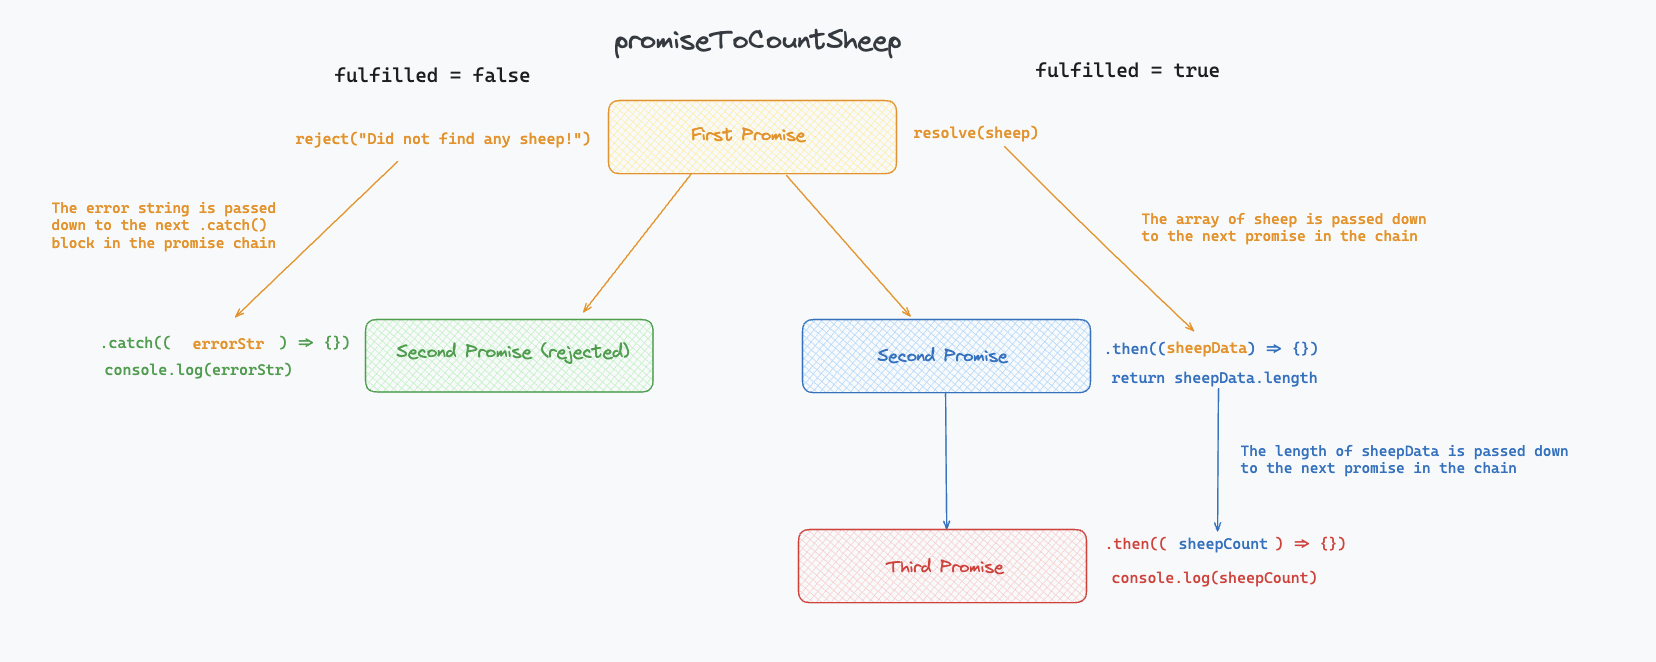 promiseToCountSheep
fulfilled = false
fulfilled = true
reject("Did not find any sheep!")
First Promise
resolve(sheep)
The error string is passed
down to the next .catch()
block in the promise chain
The array of sheep is passed down
to the next promise in the chain
.catch(( errorStr ) => {})
console.log(errorStr)
Second Promise (rejected)
Second Promise
.then((sheepData) => {})
return sheepData.length
The length of sheepData is passed down
to the next promise in the chain
Third Promise
.then(( sheepCount ) => {})
console.log(sheepCount)